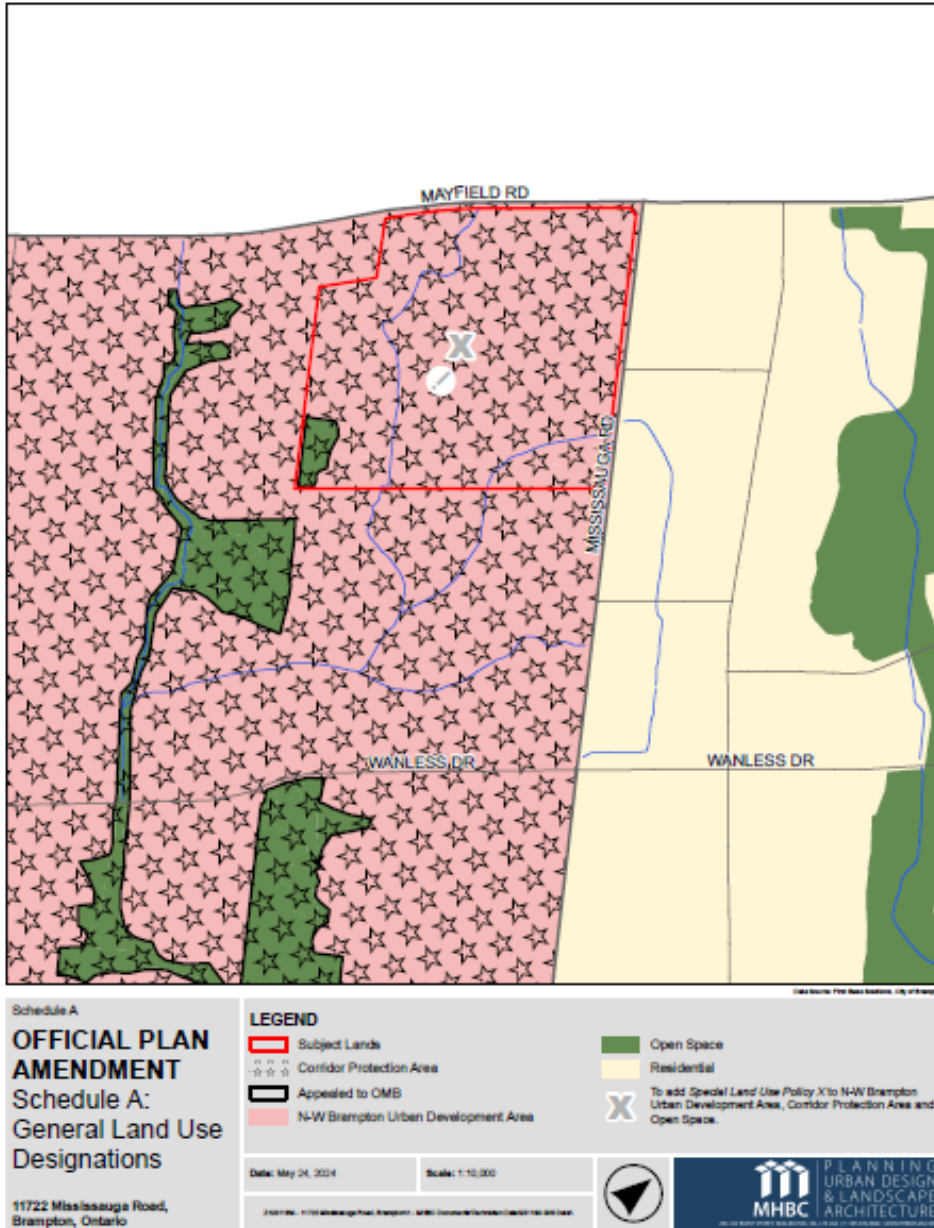 MAYFIELD RD
MISSISSAUGA RD
WANLESS DR
WANLESS DR
X
Schedule A
OFFICIAL PLAN
AMENDMENT
Schedule A:
General Land Use
Designations
11722 Mississauga Road,
Brampton, Ontario
LEGEND
Subject Lands
Corridor Protection Area
Appealed to OMB
N-W Brampton Urban Development Area
Open Space
Residential
X
To add Special Land Use Policy X to N-W Brampton
Urban Development Area, Corridor Protection Area and
Open Space.
Date: May 24, 2024
Scale: 1:10,000
MHBC
PLANNING
URBAN DESIGN
& LANDSCAPE
ARCHITECTURE